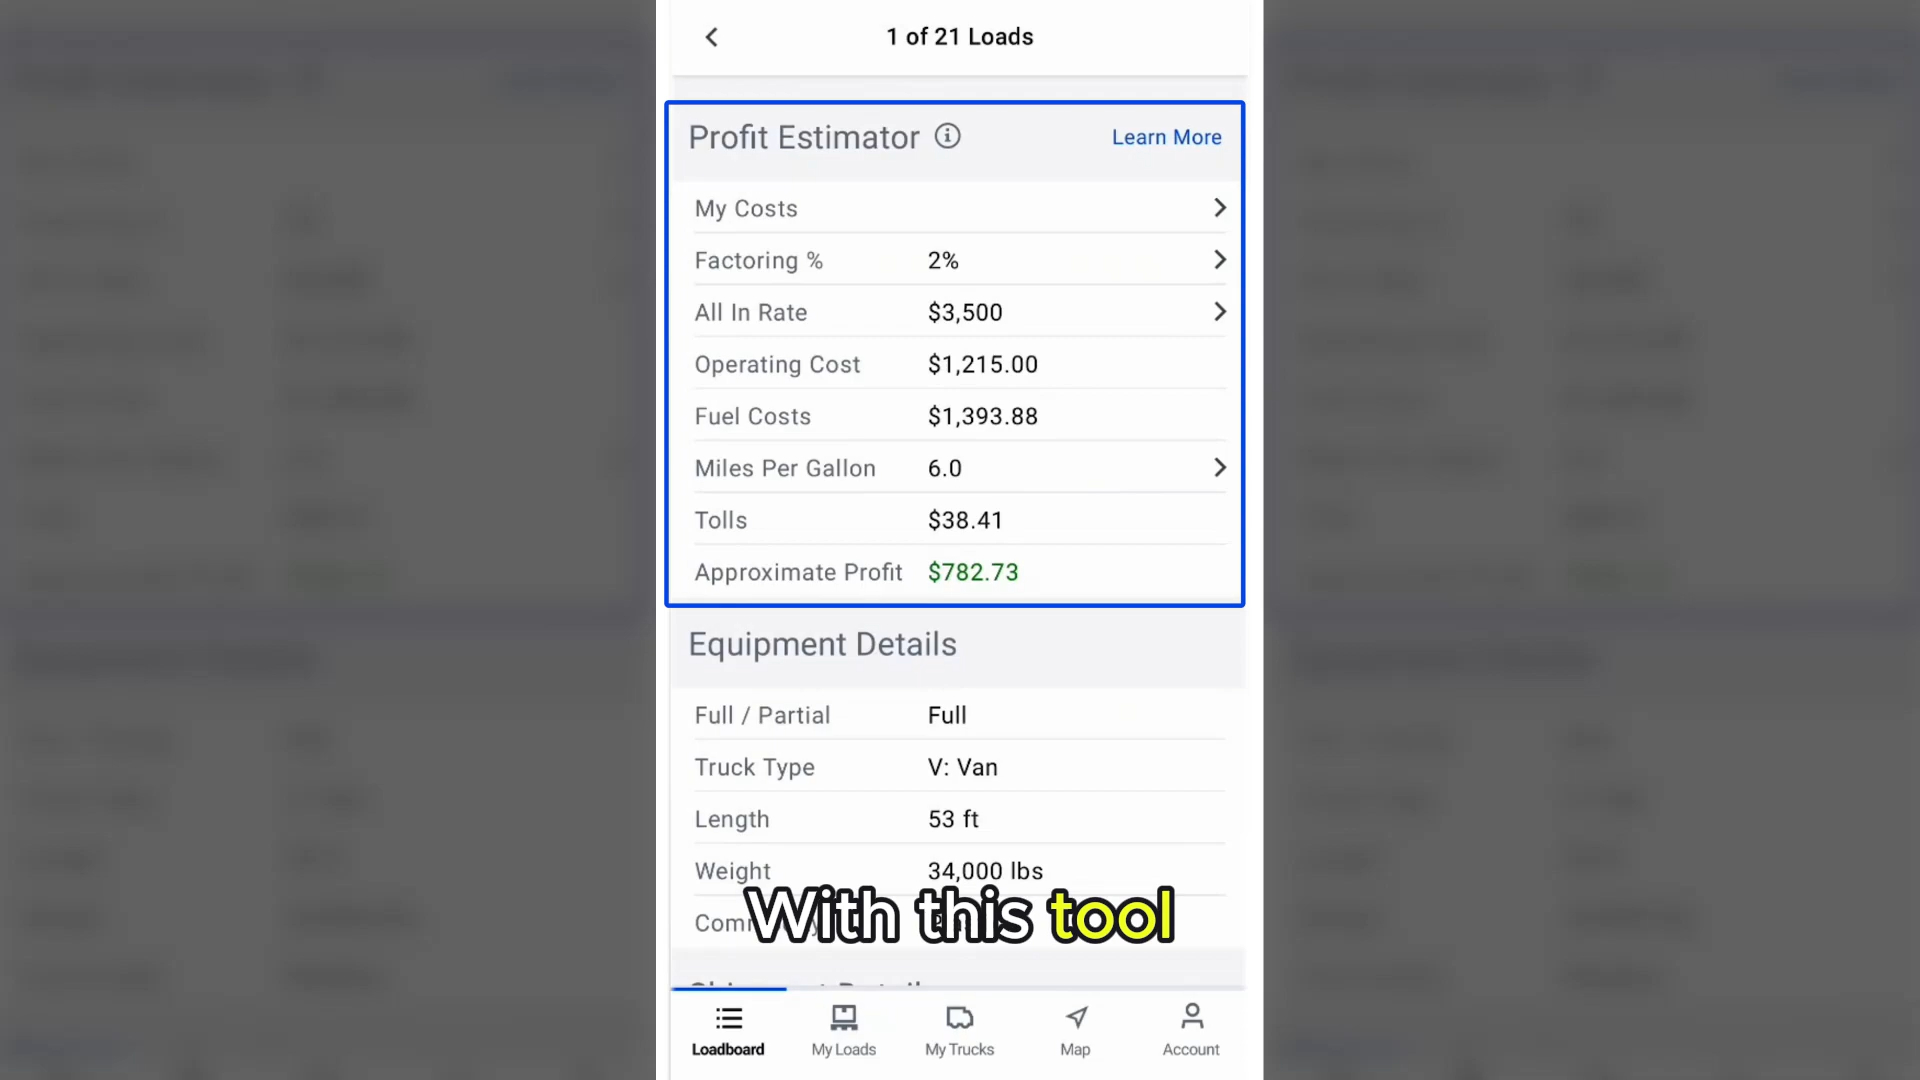 1 of 21 Loads
Profit Estimator
Learn More
My Costs
Factoring % 2%
All In Rate $3,500
Operating Cost $1,215.00
Fuel Costs $1,393.88
Miles Per Gallon 6.0
Tolls $38.41
Approximate Profit $782.73
Equipment Details
Full / Partial Full
Truck Type V: Van
Length 53 ft
Weight 34,000 lbs
With this tool
Loadboard My Loads My Trucks Map Account